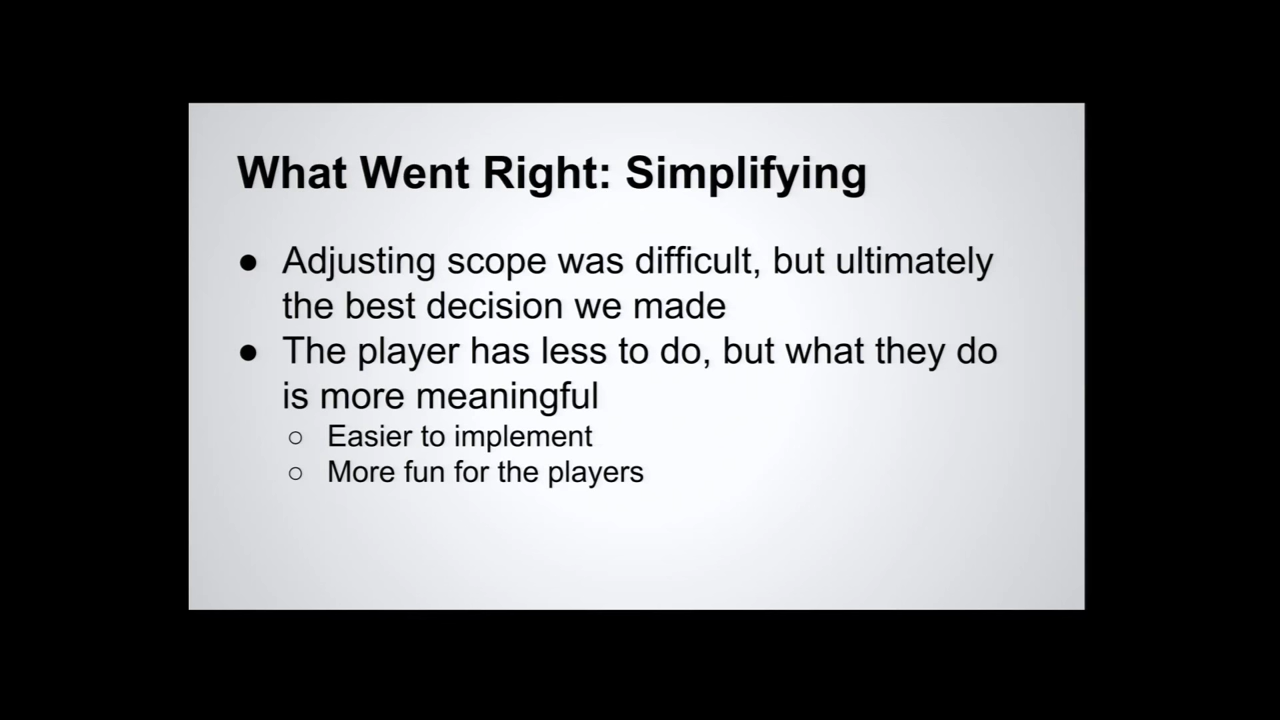 What Went Right: Simplifying
● Adjusting scope was difficult, but ultimately
the best decision we made
● The player has less to do, but what they do
is more meaningful
○ Easier to implement
○ More fun for the players